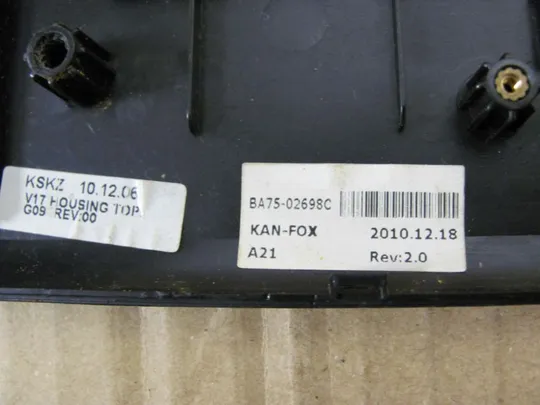 KSKZ 10.12.06
V17 HOUSING TOP
G09 REV:00
BA75-02698C
KAN-FOX 2010.12.18
A21 Rev:2.0